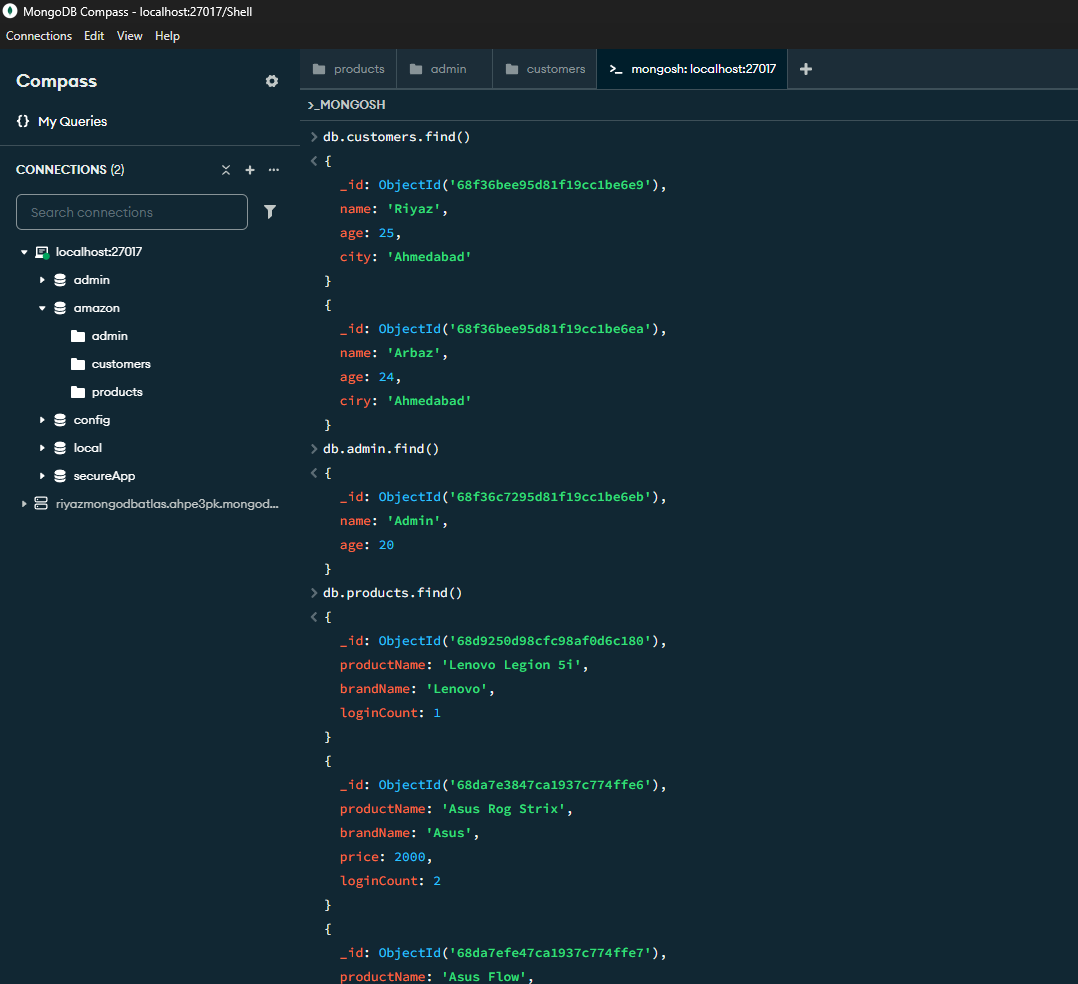 MongoDB Compass - localhost:27017/Shell
Connections Edit View Help
Compass
{} My Queries
CONNECTIONS (2)
Search connections
localhost:27017
admin
amazon
admin
customers
products
config
local
secureApp
riyazmongodbatlas.ahpe3pk.mongod...
products admin customers >_ mongosh: localhost:27017 +
>_MONGOSH
> db.customers.find()
< {
_id: ObjectId('68f36bee95d81f19cc1be6e9'),
name: 'Riyaz',
age: 25,
city: 'Ahmedabad'
}
{
_id: ObjectId('68f36bee95d81f19cc1be6ea'),
name: 'Arbaz',
age: 24,
ciry: 'Ahmedabad'
}
> db.admin.find()
< {
_id: ObjectId('68f36c7295d81f19cc1be6eb'),
name: 'Admin',
age: 20
}
> db.products.find()
< {
_id: ObjectId('68d9250d98cfc98af0d6c180'),
productName: 'Lenovo Legion 5i',
brandName: 'Lenovo',
loginCount: 1
}
{
_id: ObjectId('68da7e3847ca1937c774ffe6'),
productName: 'Asus Rog Strix',
brandName: 'Asus',
price: 2000,
loginCount: 2
}
{
_id: ObjectId('68da7efe47ca1937c774ffe7'),
productName: 'Asus Flow',